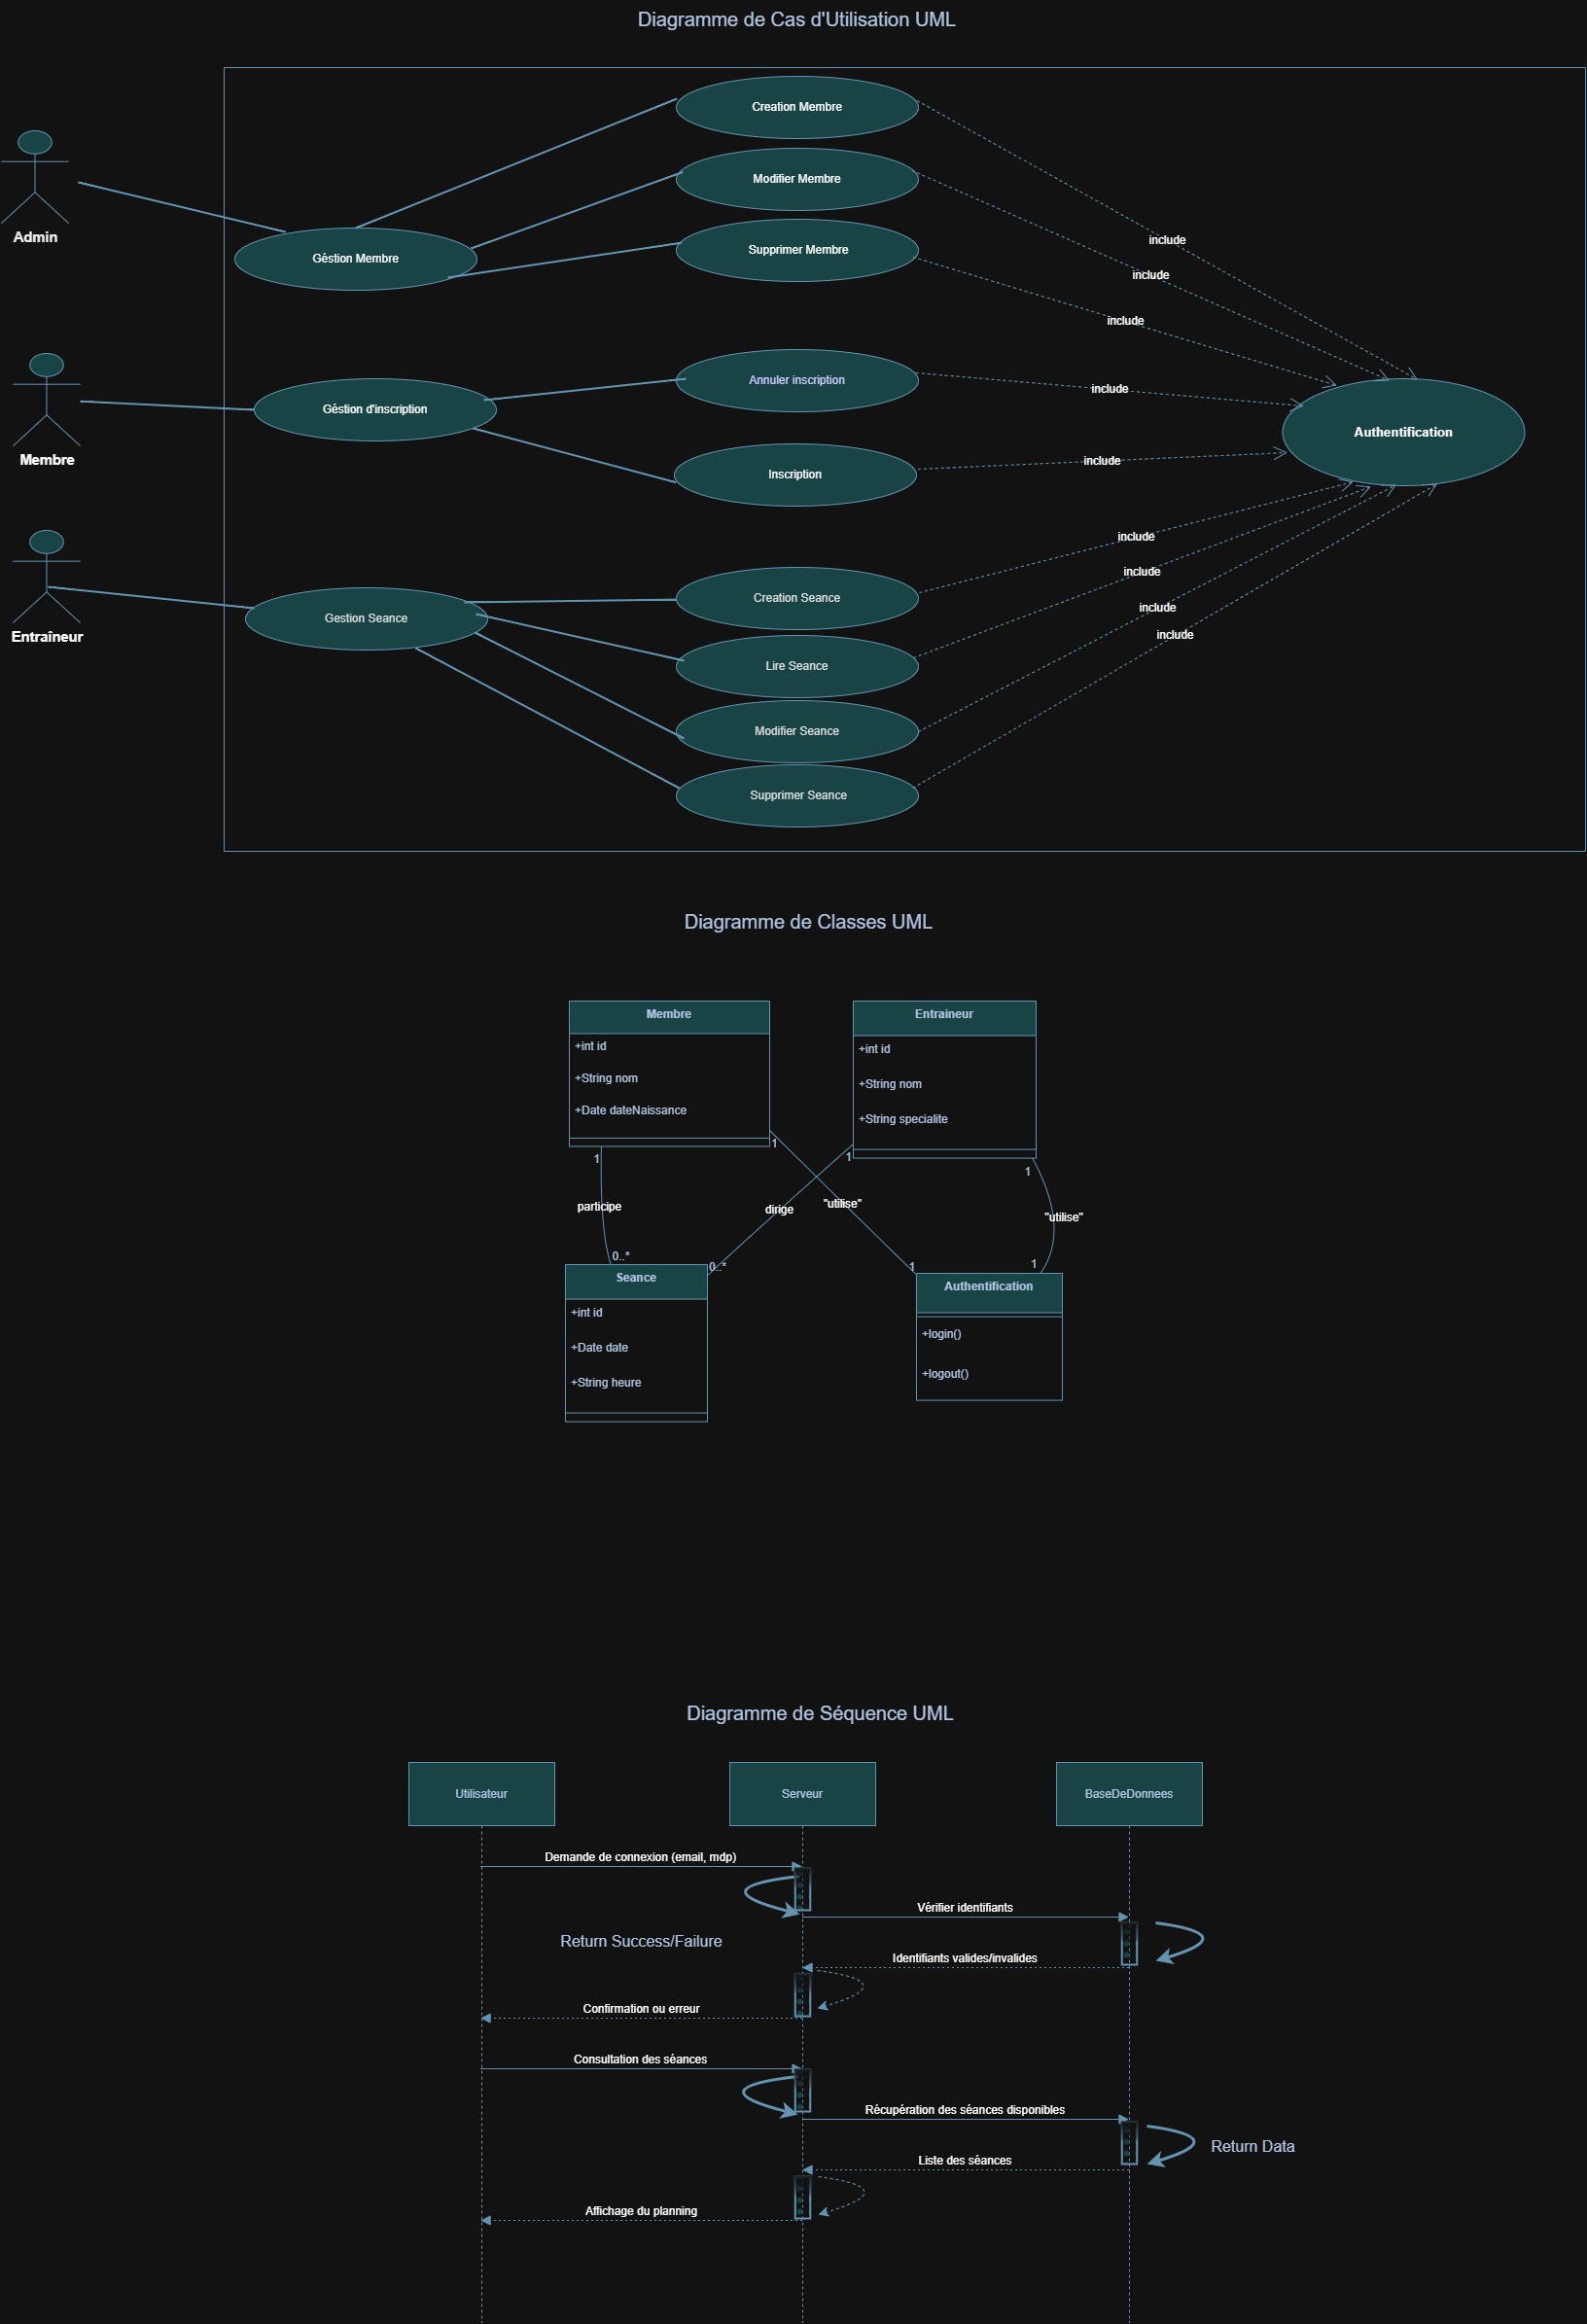 Diagramme de Cas d'Utilisation UML
Creation Membre
Modifier Membre
include
Admin
Supprimer Membre
Géstion Membre
include
include
Annuler inscription
include
Géstion d'inscription
Authentification
Membre
include
Inscription
include
include
Creation Seance
include
Gestion Seance
include
Entraîneur
Lire Seance
Modifier Seance
Supprimer Seance
Diagramme de Classes UML
Membre
+int id
+String nom
+Date dateNaissance
Entraineur
+int id
+String nom
+String specialite
1
1
1
1
participe
dirige
"utilise"
"utilise"
0..*
0..*
1
1
Seance
+int id
+Date date
+String heure
Authentification
+login()
+logout()
Diagramme de Séquence UML
Utilisateur
Serveur
BaseDeDonnees
Demande de connexion (email, mdp)
Vérifier identifiants
Return Success/Failure
Identifiants valides/invalides
Confirmation ou erreur
Consultation des séances
Récupération des séances disponibles
Return Data
Liste des séances
Affichage du planning